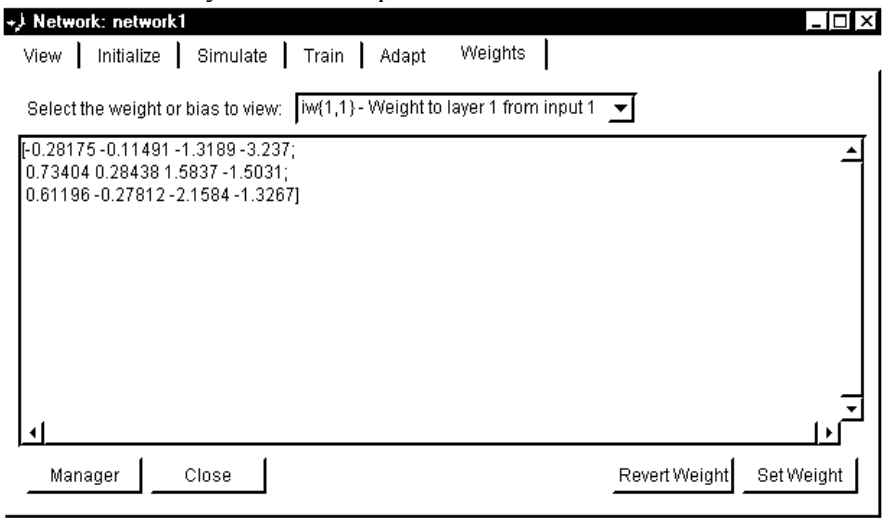 Network: network1
View Initialize Simulate Train Adapt Weights
Select the weight or bias to view: iw{1,1} - Weight to layer 1 from input 1
[-0.28175 -0.11491 -1.3189 -3.237;
0.73404 0.28438 1.5837 -1.5031;
0.61196 -0.27812 -2.1584 -1.3267]
Manager Close Revert Weight Set Weight